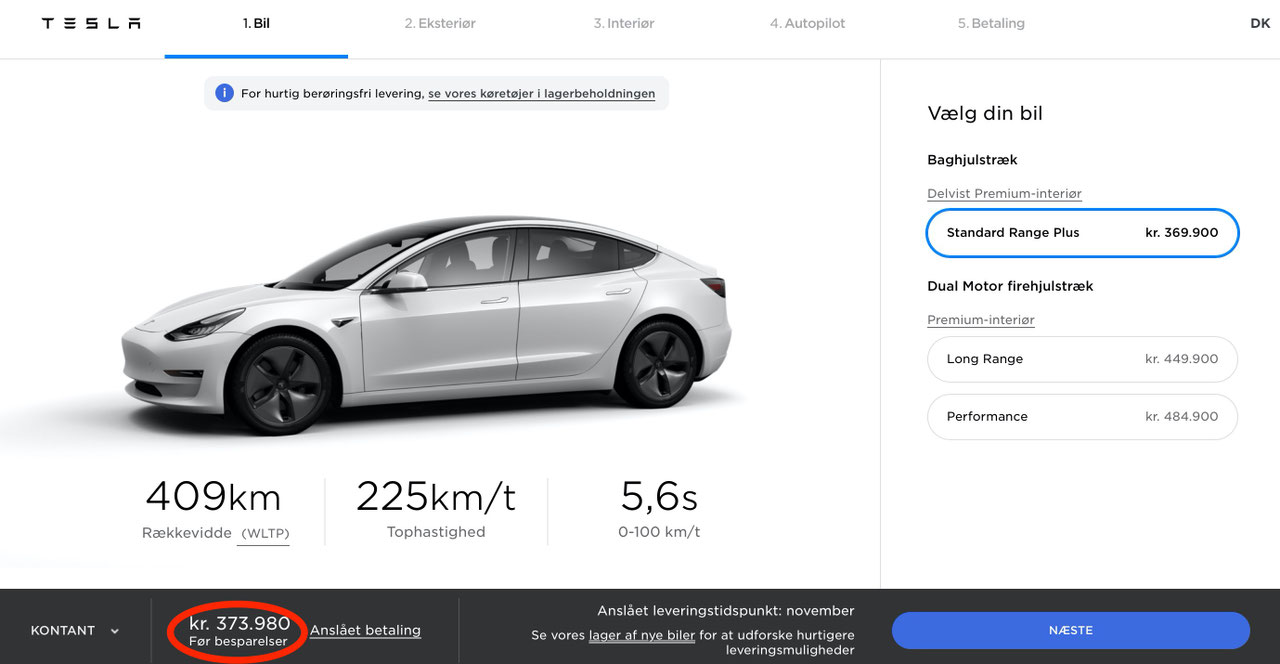 TESLA
1. Bil
2. Eksteriør
3. Interiør
4. Autopilot
5. Betaling
DK
i For hurtig berøringsfri levering, se vores køretøjer i lagerbeholdningen
Vælg din bil
Baghjulstræk
Delvist Premium-interiør
Standard Range Plus kr. 369.900
Dual Motor firehjulstræk
Premium-interiør
Long Range kr. 449.900
Performance kr. 484.900
409km
Rækkevidde (WLTP)
225km/t
Tophastighed
5,6s
0-100 km/t
KONTANT
kr. 373.980
Før besparelser
Anslået betaling
Anslået leveringstidspunkt: november
Se vores lager af nye biler for at udforske hurtigere
leveringsmuligheder
NÆSTE